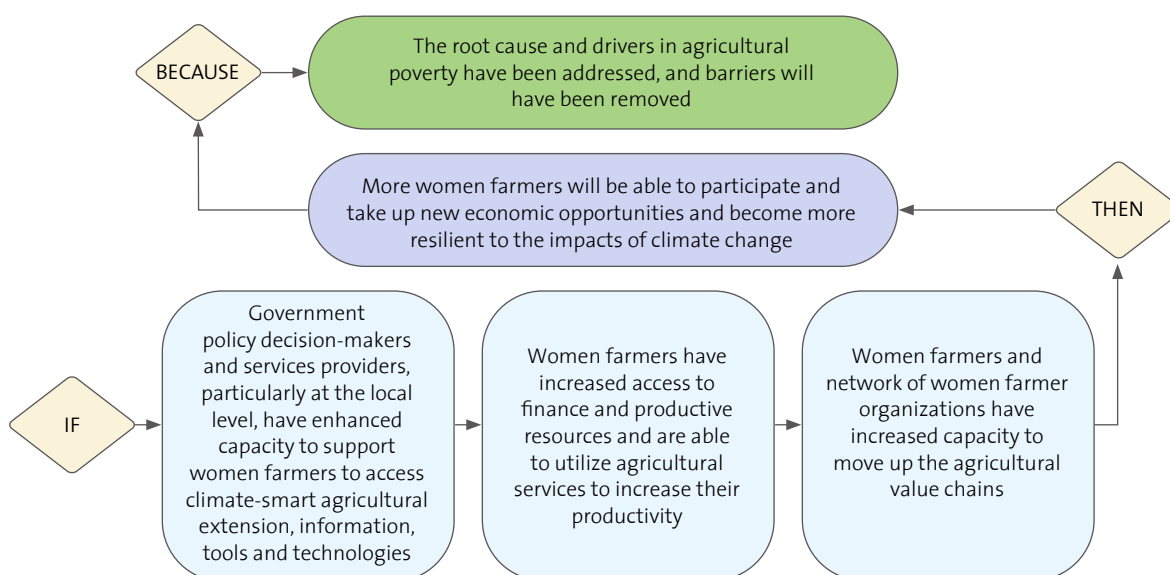 BECAUSE
The root cause and drivers in agricultural
poverty have been addressed, and barriers will
have been removed
More women farmers will be able to participate and
take up new economic opportunities and become more
resilient to the impacts of climate change
THEN
IF
Government
policy decision-makers
and services providers,
particularly at the local
level, have enhanced
capacity to support
women farmers to access
climate-smart agricultural
extension, information,
tools and technologies
Women farmers have
increased access to
finance and productive
resources and are able
to utilize agricultural
services to increase their
productivity
Women farmers and
network of women farmer
organizations have
increased capacity to
move up the agricultural
value chains